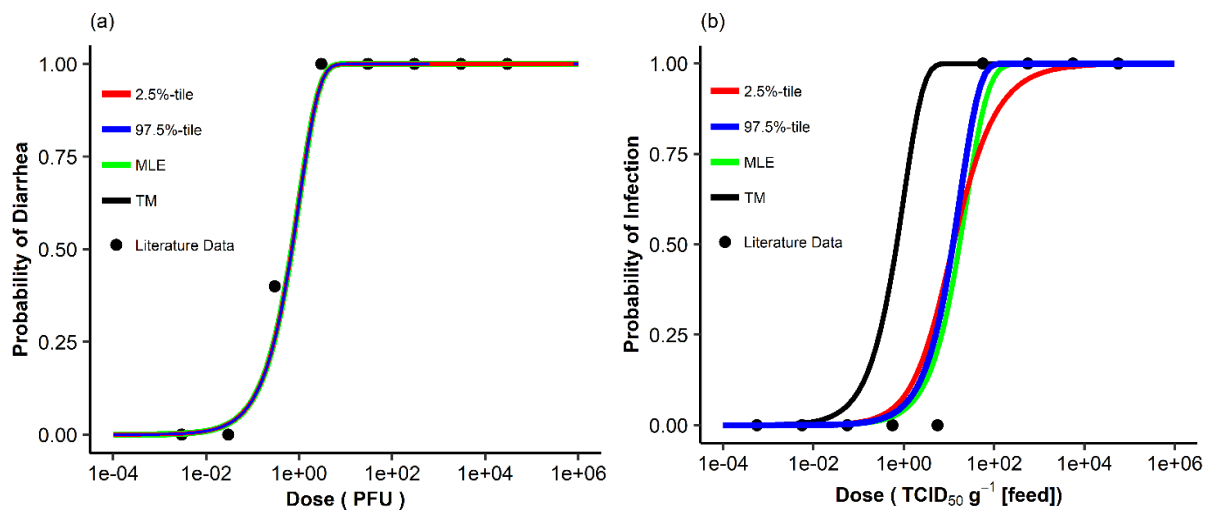 (a)
Probability of Diarrhea
1.00
0.75
0.50
0.25
0.00
2.5%-tile
97.5%-tile
MLE
TM
Literature Data
1e-04 1e-02 1e+00 1e+02 1e+04 1e+06
Dose ( PFU )
(b)
Probability of Infection
1.00
0.75
0.50
0.25
0.00
2.5%-tile
97.5%-tile
MLE
TM
Literature Data
1e-04 1e-02 1e+00 1e+02 1e+04 1e+06
Dose ( TCID₅₀ g⁻¹ [feed])